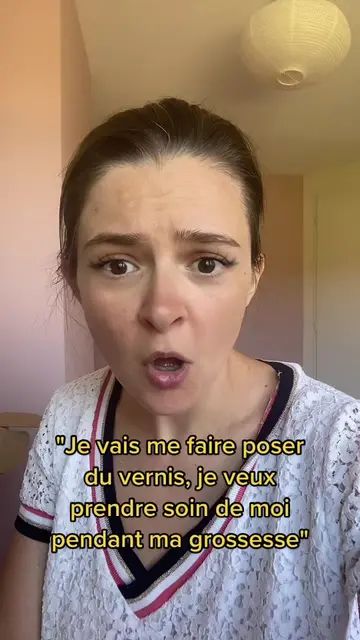 "Je vais me faire poser
du vernis, je veux
prendre soin de moi
pendant ma grossesse"